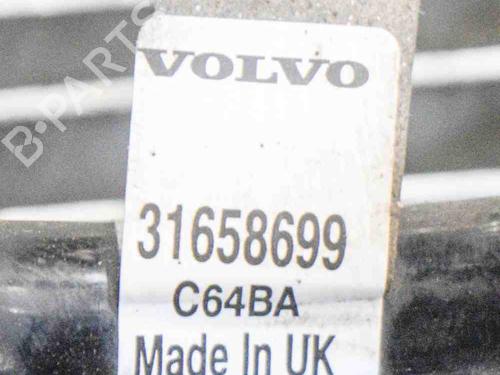 B-PARTS
VOLVO
31658699
C64BA
Made In UK